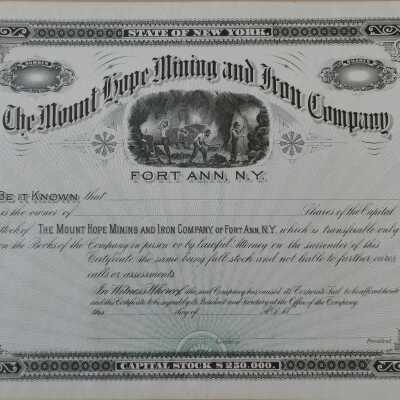 STATE OF NEW YORK.
NUMBER
SHARES
The Mount Hope Mining and Iron Company
FORT ANN, N.Y.
BE IT KNOWN, that
is the owner of Shares of the Capital
Stock of THE MOUNT HOPE MINING AND IRON COMPANY OF FORT ANN, N.Y. which is transferable only
on the Books of the Company in person or by lawful Attorney on the surrender of this
Certificate, the same being full stock and not liable to further
calls or assessments.
In Witness Whereof the said Company has caused its Corporate Seal to be affixed hereto
and this Certificate to be signed by its President and Secretary at the Office of the Company
this day of A.D. 18
Secretary President
CAPITAL STOCK $250.000.